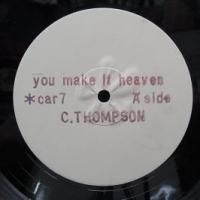 you make it heaven
*car7 A side
C.THOMPSON